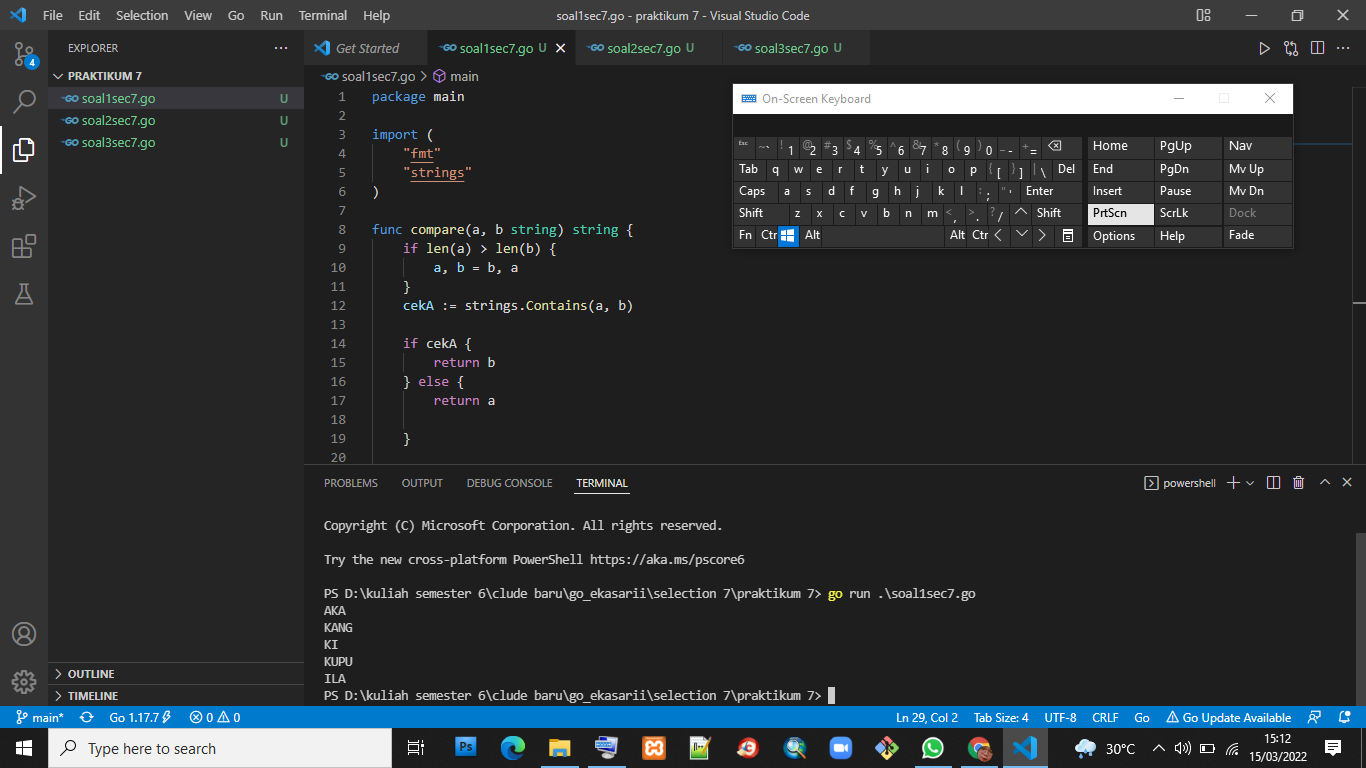 File Edit Selection View Go Run Terminal Help
soal1sec7.go - praktikum 7 - Visual Studio Code
EXPLORER
PRAKTIKUM 7
soal1sec7.go U
soal2sec7.go U
soal3sec7.go U
OUTLINE
TIMELINE
4
Get Started
soal1sec7.go U
soal2sec7.go U
soal3sec7.go U
soal1sec7.go > main
1 package main
2
3 import (
4 "fmt"
5 "strings"
6 )
7
8 func compare(a, b string) string {
9 if len(a) > len(b) {
10 a, b = b, a
11 }
12 cekA := strings.Contains(a, b)
13
14 if cekA {
15 return b
16 } else {
17 return a
18
19 }
20
On-Screen Keyboard
Esc ~ ` ! 1 @ 2 # 3 $ 4 % 5 ^ 6 & 7 * 8 ( 9 ) 0 _ - + = Home PgUp Nav
Tab q w e r t y u i o p { [ } ] | \ Del End PgDn Mv Up
Caps a s d f g h j k l : ; " ' Enter Insert Pause Mv Dn
Shift z x c v b n m < , > . ? / Shift PrtScn ScrLk Dock
Fn Ctr Alt Alt Ctr Options Help Fade
PROBLEMS OUTPUT DEBUG CONSOLE TERMINAL
powershell
Copyright (C) Microsoft Corporation. All rights reserved.
Try the new cross-platform PowerShell https://aka.ms/pscore6
PS D:\kuliah semester 6\clude baru\go_ekasarii\selection 7\praktikum 7> go run .\soal1sec7.go
AKA
KANG
KI
KUPU
ILA
PS D:\kuliah semester 6\clude baru\go_ekasarii\selection 7\praktikum 7>
main* Go 1.17.7 0 0 Ln 29, Col 2 Tab Size: 4 UTF-8 CRLF Go Go Update Available
Type here to search
Ps
30°C
15:12
15/03/2022